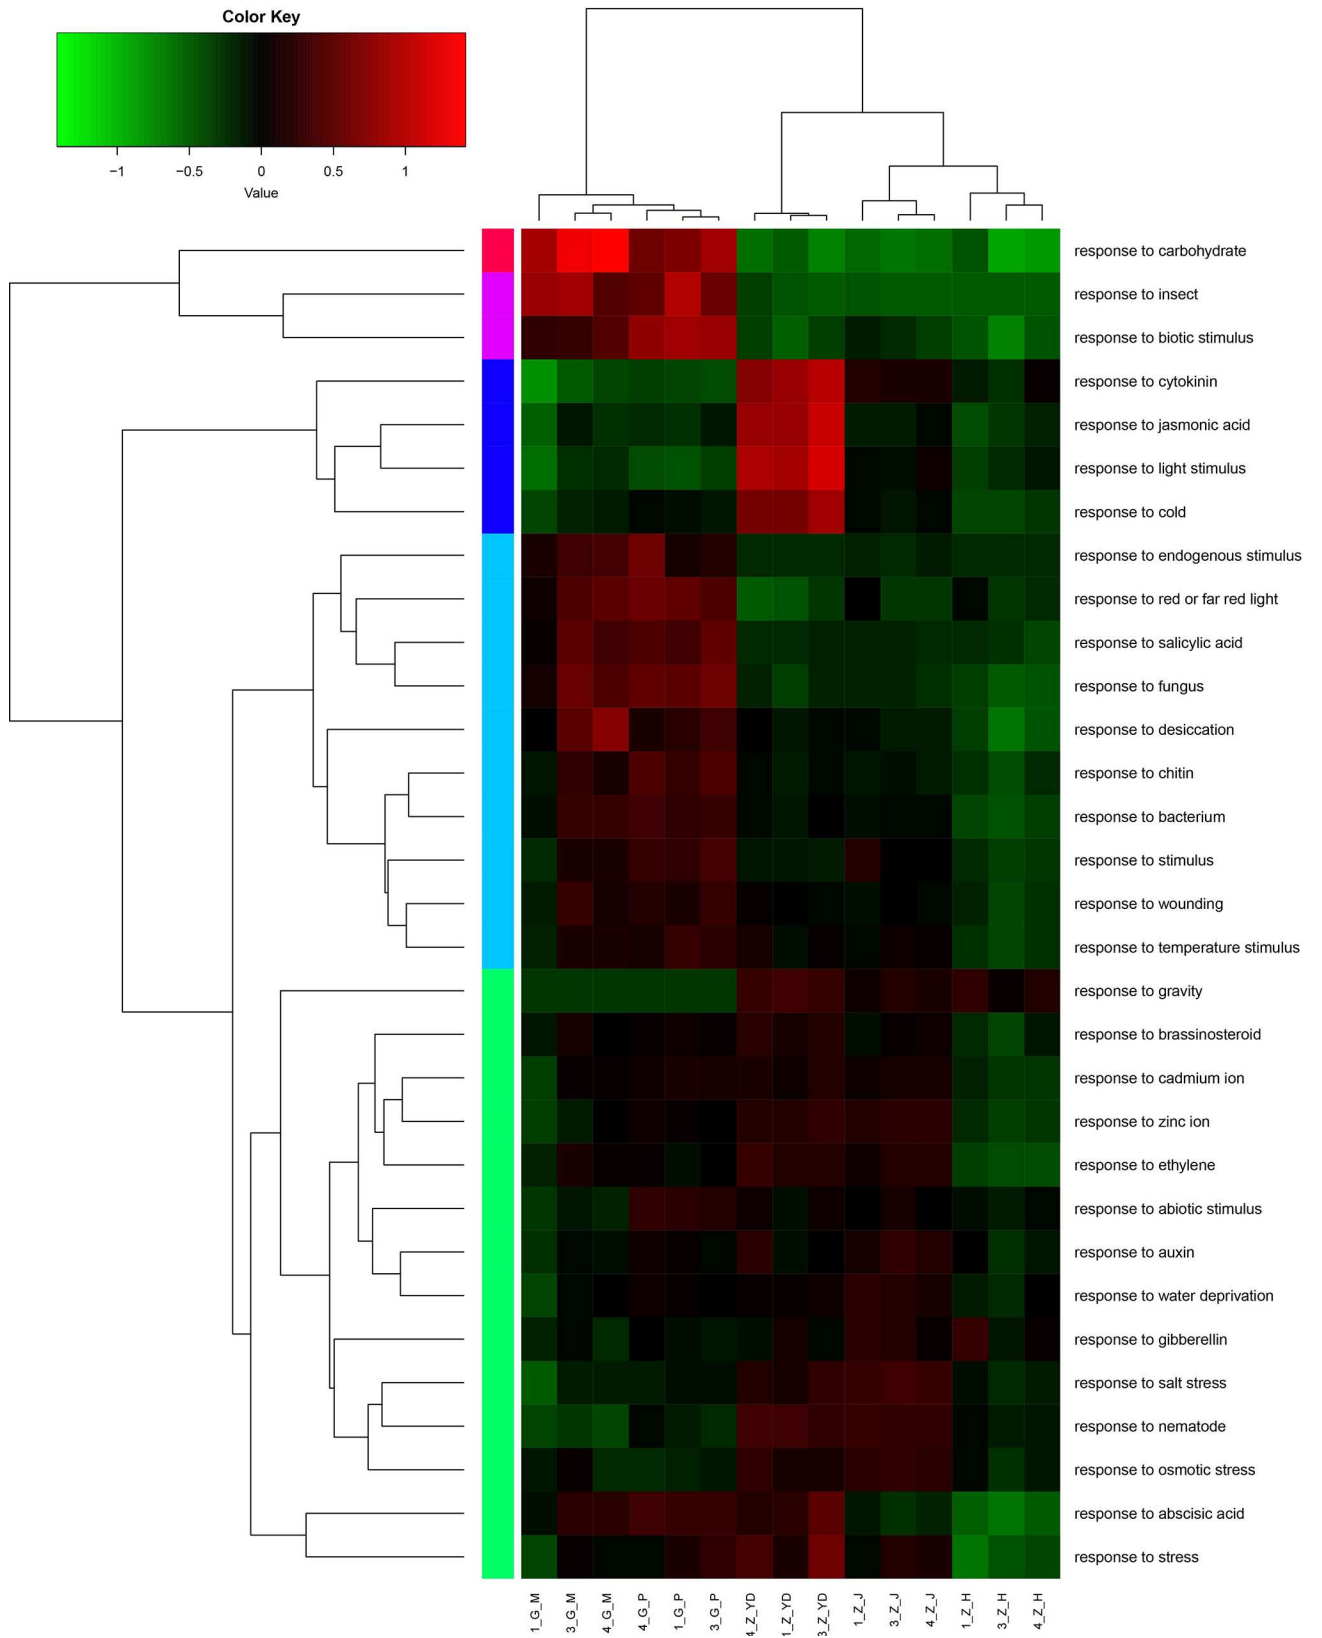 Color Key
−1 −0.5 0 0.5 1
Value
response to carbohydrate
response to insect
response to biotic stimulus
response to cytokinin
response to jasmonic acid
response to light stimulus
response to cold
response to endogenous stimulus
response to red or far red light
response to salicylic acid
response to fungus
response to desiccation
response to chitin
response to bacterium
response to stimulus
response to wounding
response to temperature stimulus
response to gravity
response to brassinosteroid
response to cadmium ion
response to zinc ion
response to ethylene
response to abiotic stimulus
response to auxin
response to water deprivation
response to gibberellin
response to salt stress
response to nematode
response to osmotic stress
response to abscisic acid
response to stress
1_G_M
3_G_M
4_G_M
4_G_P
1_G_P
3_G_P
4_Z_YD
1_Z_YD
3_Z_YD
1_Z_J
3_Z_J
4_Z_J
1_Z_H
3_Z_H
4_Z_H